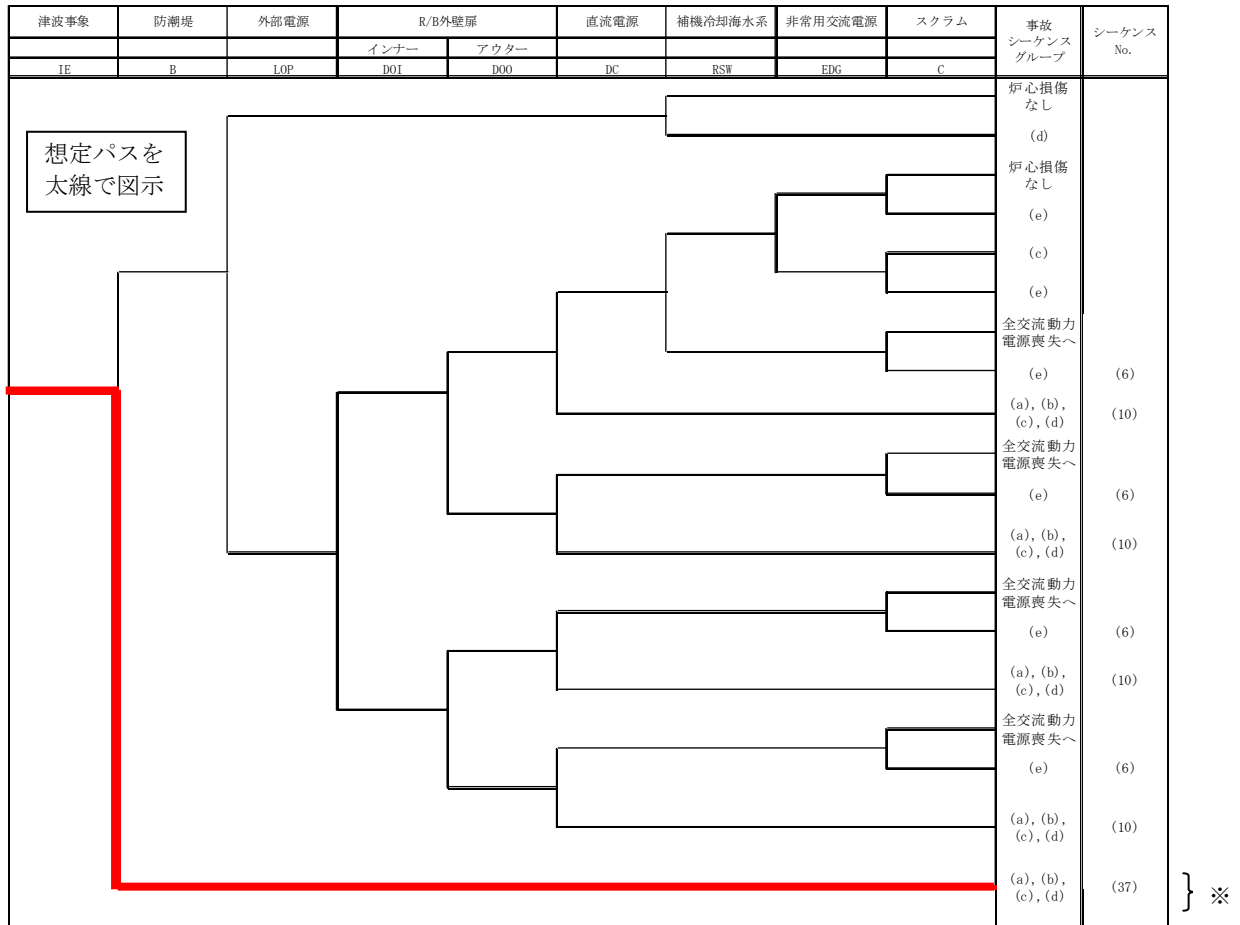 津波事象 防潮堤 外部電源 R/B外壁扉 直流電源 補機冷却海水系 非常用交流電源 スクラム 事故 シーケンス グループ シーケンス No.
インナー アウター
IE B LOP DOI DOO DC RSW EDG C
想定パスを
太線で図示
炉心損傷
なし
(d)
炉心損傷
なし
(e)
(c)
(e)
全交流動力
電源喪失へ
(e) (6)
(a),(b),
(c),(d) (10)
全交流動力
電源喪失へ
(e) (6)
(a),(b),
(c),(d) (10)
全交流動力
電源喪失へ
(e) (6)
(a),(b),
(c),(d) (10)
全交流動力
電源喪失へ
(e) (6)
(a),(b),
(c),(d) (10)
(a),(b),
(c),(d) (37) } ※